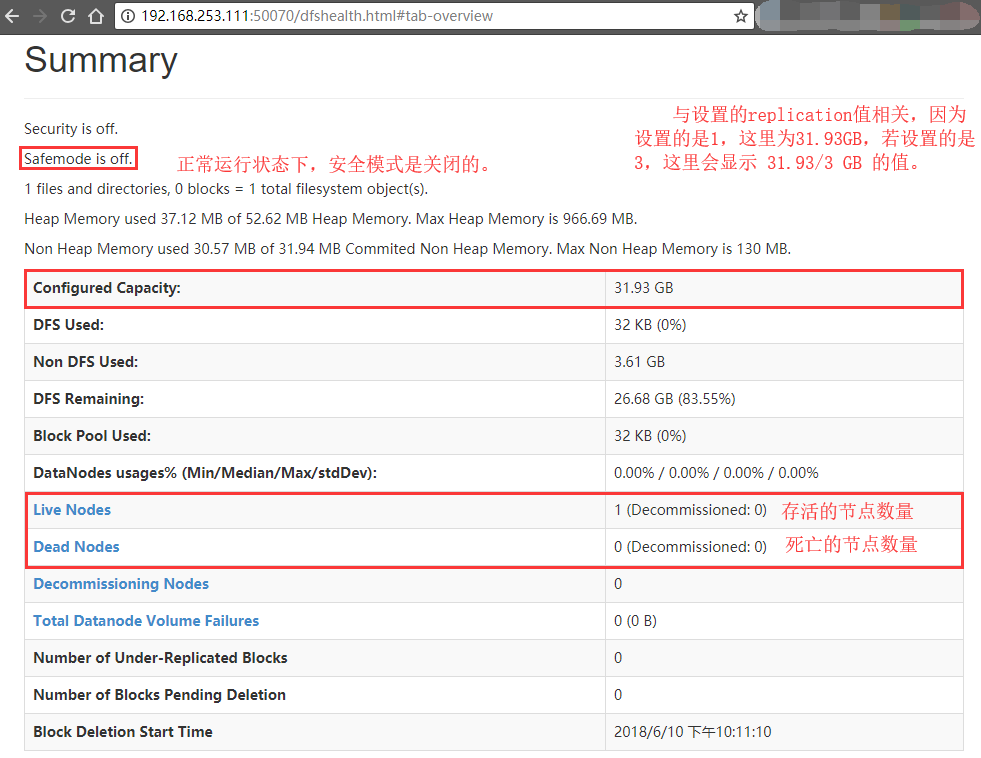 192.168.253.111:50070/dfshealth.html#tab-overview
Summary
与设置的replication值相关，因为
设置的是1，这里为31.93GB，若设置的是
3，这里会显示 31.93/3 GB 的值。
Security is off.
Safemode is off.
正常运行状态下，安全模式是关闭的。
1 files and directories, 0 blocks = 1 total filesystem object(s).
Heap Memory used 37.12 MB of 52.62 MB Heap Memory. Max Heap Memory is 966.69 MB.
Non Heap Memory used 30.57 MB of 31.94 MB Commited Non Heap Memory. Max Non Heap Memory is 130 MB.
Configured Capacity: 31.93 GB
DFS Used: 32 KB (0%)
Non DFS Used: 3.61 GB
DFS Remaining: 26.68 GB (83.55%)
Block Pool Used: 32 KB (0%)
DataNodes usages% (Min/Median/Max/stdDev): 0.00% / 0.00% / 0.00% / 0.00%
Live Nodes 1 (Decommissioned: 0) 存活的节点数量
Dead Nodes 0 (Decommissioned: 0) 死亡的节点数量
Decommissioning Nodes 0
Total Datanode Volume Failures 0 (0 B)
Number of Under-Replicated Blocks 0
Number of Blocks Pending Deletion 0
Block Deletion Start Time 2018/6/10 下午10:11:10